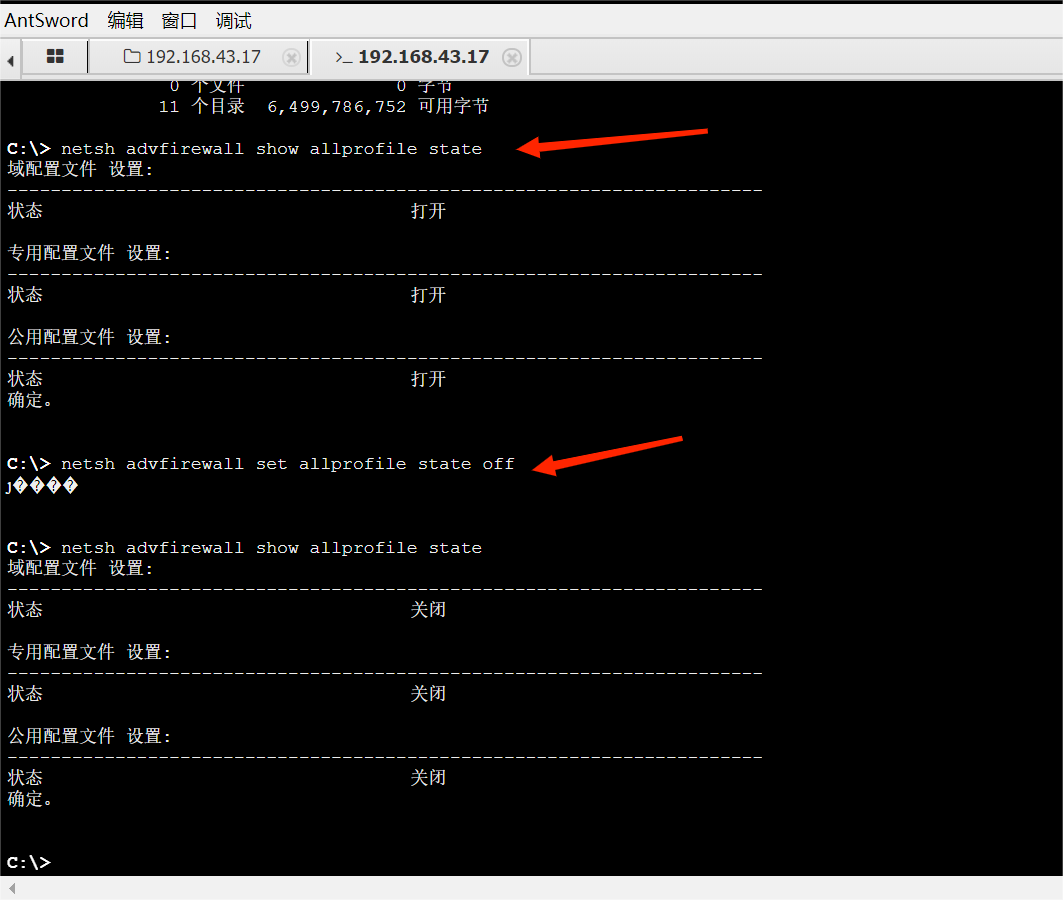 AntSword 编辑 窗口 调试
192.168.43.17 >_ 192.168.43.17
0 个文件 0 字节
11 个目录 6,499,786,752 可用字节
C:\> netsh advfirewall show allprofile state
域配置文件 设置:
----------------------------------------------------------------------
状态 打开
专用配置文件 设置:
----------------------------------------------------------------------
状态 打开
公用配置文件 设置:
----------------------------------------------------------------------
状态 打开
确定。
C:\> netsh advfirewall set allprofile state off
ȷ����
C:\> netsh advfirewall show allprofile state
域配置文件 设置:
----------------------------------------------------------------------
状态 关闭
专用配置文件 设置:
----------------------------------------------------------------------
状态 关闭
公用配置文件 设置:
----------------------------------------------------------------------
状态 关闭
确定。
C:\>